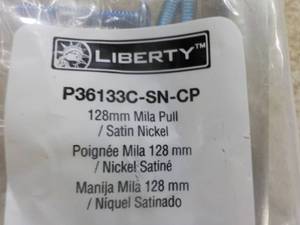 LIBERTY™
P36133C-SN-CP
128mm Mila Pull
/ Satin Nickel
Poignée Mila 128 mm
/ Nickel Satiné
Manija Mila 128 mm
/ Níquel Satinado